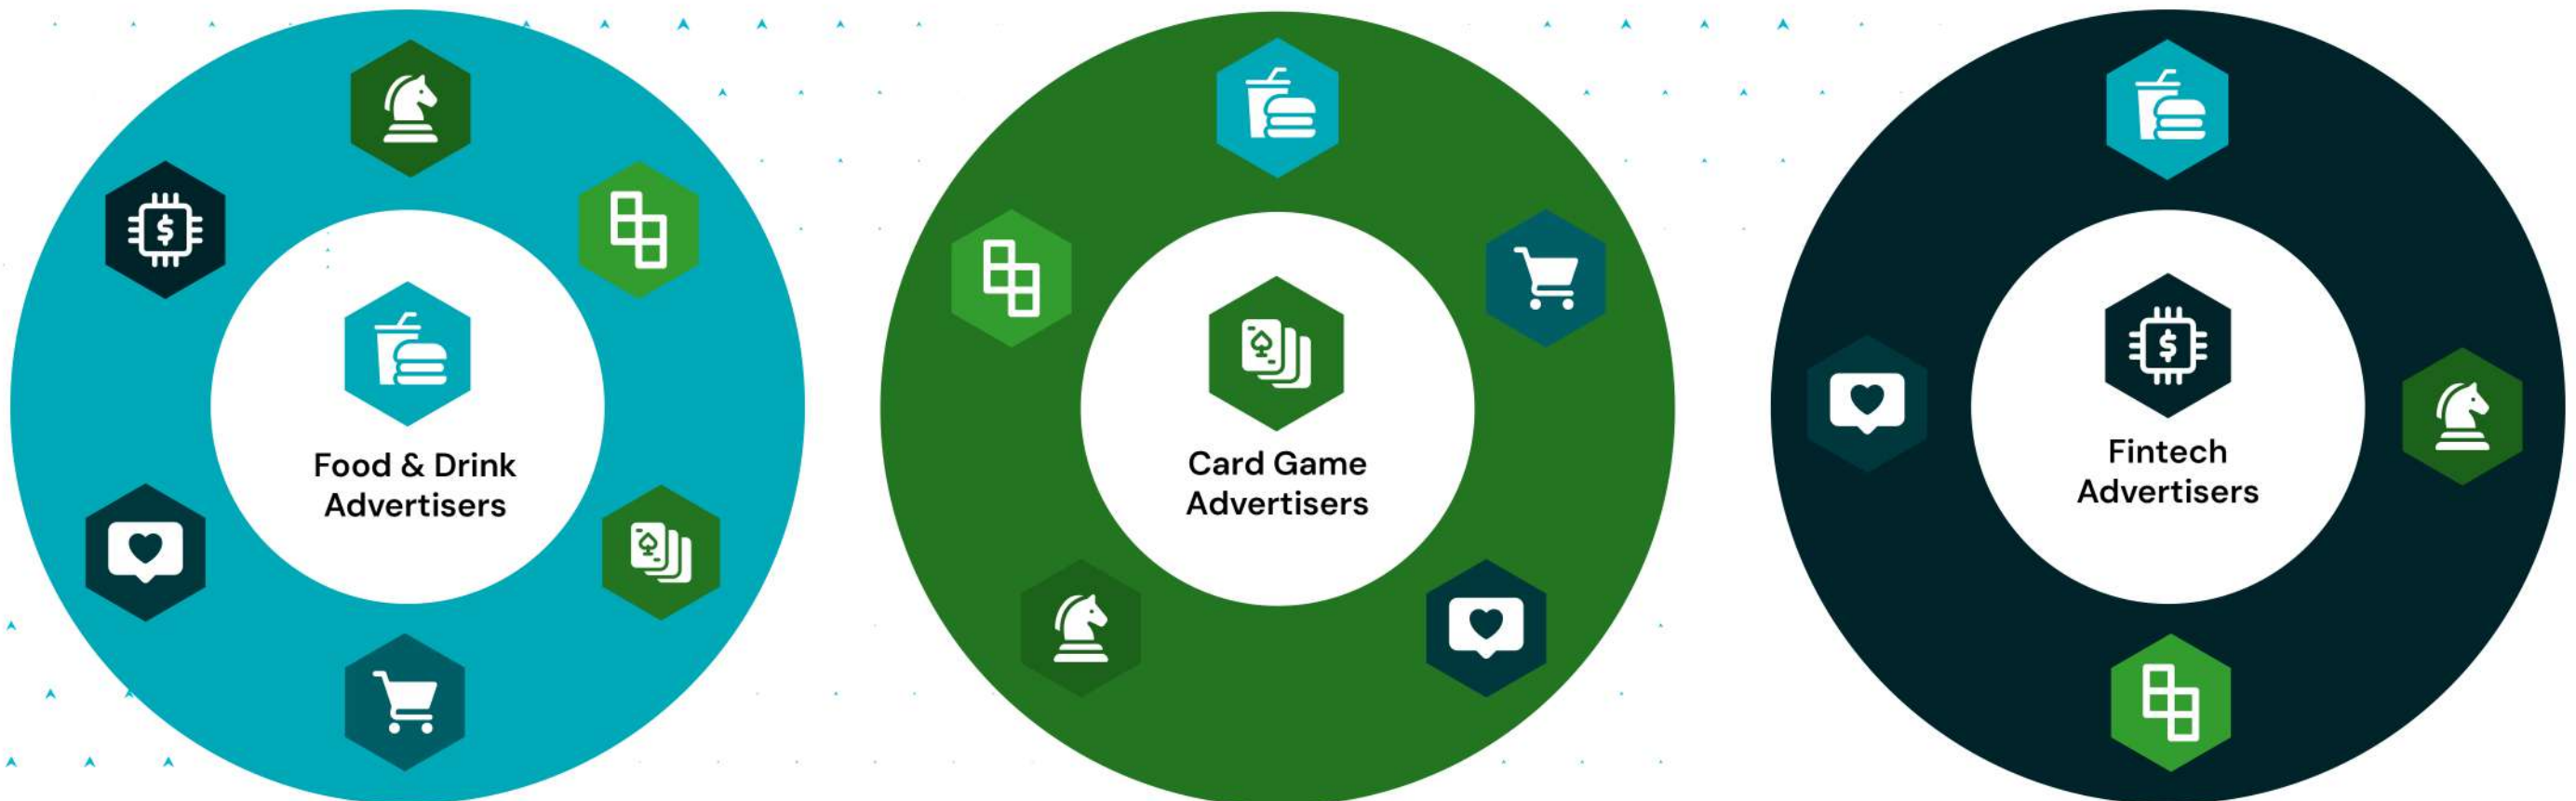 $
$
Food & Drink
Advertisers
Card Game
Advertisers
Fintech
Advertisers